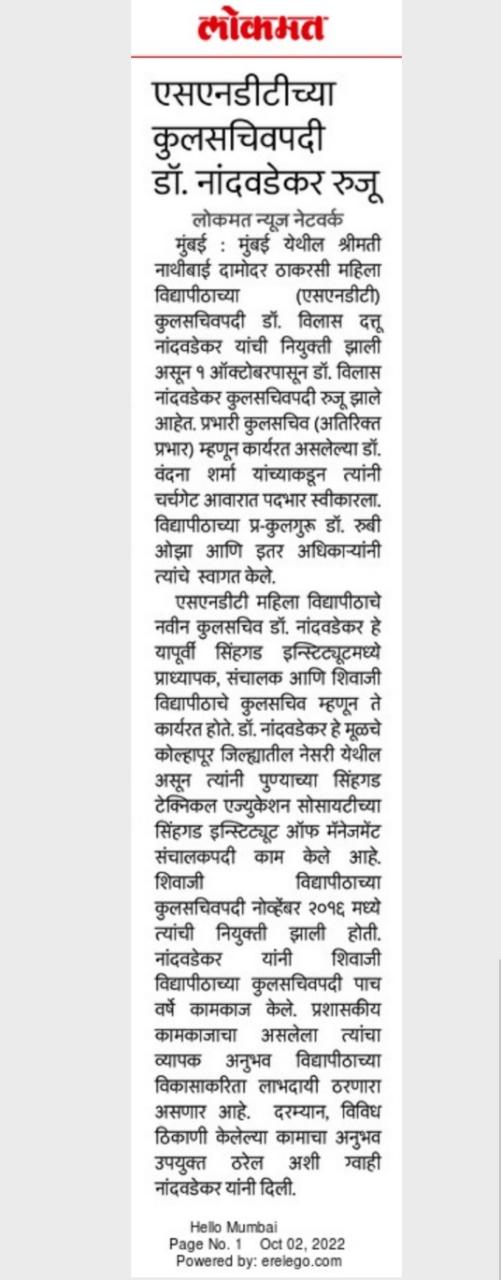 लोकमत
एसएनडीटीच्या
कुलसचिवपदी
डॉ. नांदवडेकर रुजू
लोकमत न्यूज नेटवर्क
मुंबई : मुंबई येथील श्रीमती
नाथीबाई दामोदर ठाकरसी महिला
विद्यापीठाच्या (एसएनडीटी)
कुलसचिवपदी डॉ. विलास दत्तू
नांदवडेकर यांची नियुक्ती झाली
असून १ ऑक्टोबरपासून डॉ. विलास
नांदवडेकर कुलसचिवपदी रुजू झाले
आहेत. प्रभारी कुलसचिव (अतिरिक्त
प्रभार) म्हणून कार्यरत असलेल्या डॉ.
वंदना शर्मा यांच्याकडून त्यांनी
चर्चगेट आवारात पदभार स्वीकारला.
विद्यापीठाच्या प्र-कुलगुरू डॉ. रुबी
ओझा आणि इतर अधिकाऱ्यांनी
त्यांचे स्वागत केले.
एसएनडीटी महिला विद्यापीठाचे
नवीन कुलसचिव डॉ. नांदवडेकर हे
यापूर्वी सिंहगड इन्स्टिट्यूटमध्ये
प्राध्यापक, संचालक आणि शिवाजी
विद्यापीठाचे कुलसचिव म्हणून ते
कार्यरत होते. डॉ. नांदवडेकर हे मूळचे
कोल्हापूर जिल्ह्यातील नेसरी येथील
असून त्यांनी पुण्याच्या सिंहगड
टेक्निकल एज्युकेशन सोसायटीच्या
सिंहगड इन्स्टिट्यूट ऑफ मॅनेजमेंट
संचालकपदी काम केले आहे.
शिवाजी विद्यापीठाच्या
कुलसचिवपदी नोव्हेंबर २०१६ मध्ये
त्यांची नियुक्ती झाली होती.
नांदवडेकर यांनी शिवाजी
विद्यापीठाच्या कुलसचिवपदी पाच
वर्षे कामकाज केले. प्रशासकीय
कामकाजाचा असलेला त्यांचा
व्यापक अनुभव विद्यापीठाच्या
विकासाकरिता लाभदायी ठरणारा
असणार आहे. दरम्यान, विविध
ठिकाणी केलेल्या कामाचा अनुभव
उपयुक्त ठरेल अशी ग्वाही
नांदवडेकर यांनी दिली.
Hello Mumbai
Page No. 1 Oct 02, 2022
Powered by: erelego.com